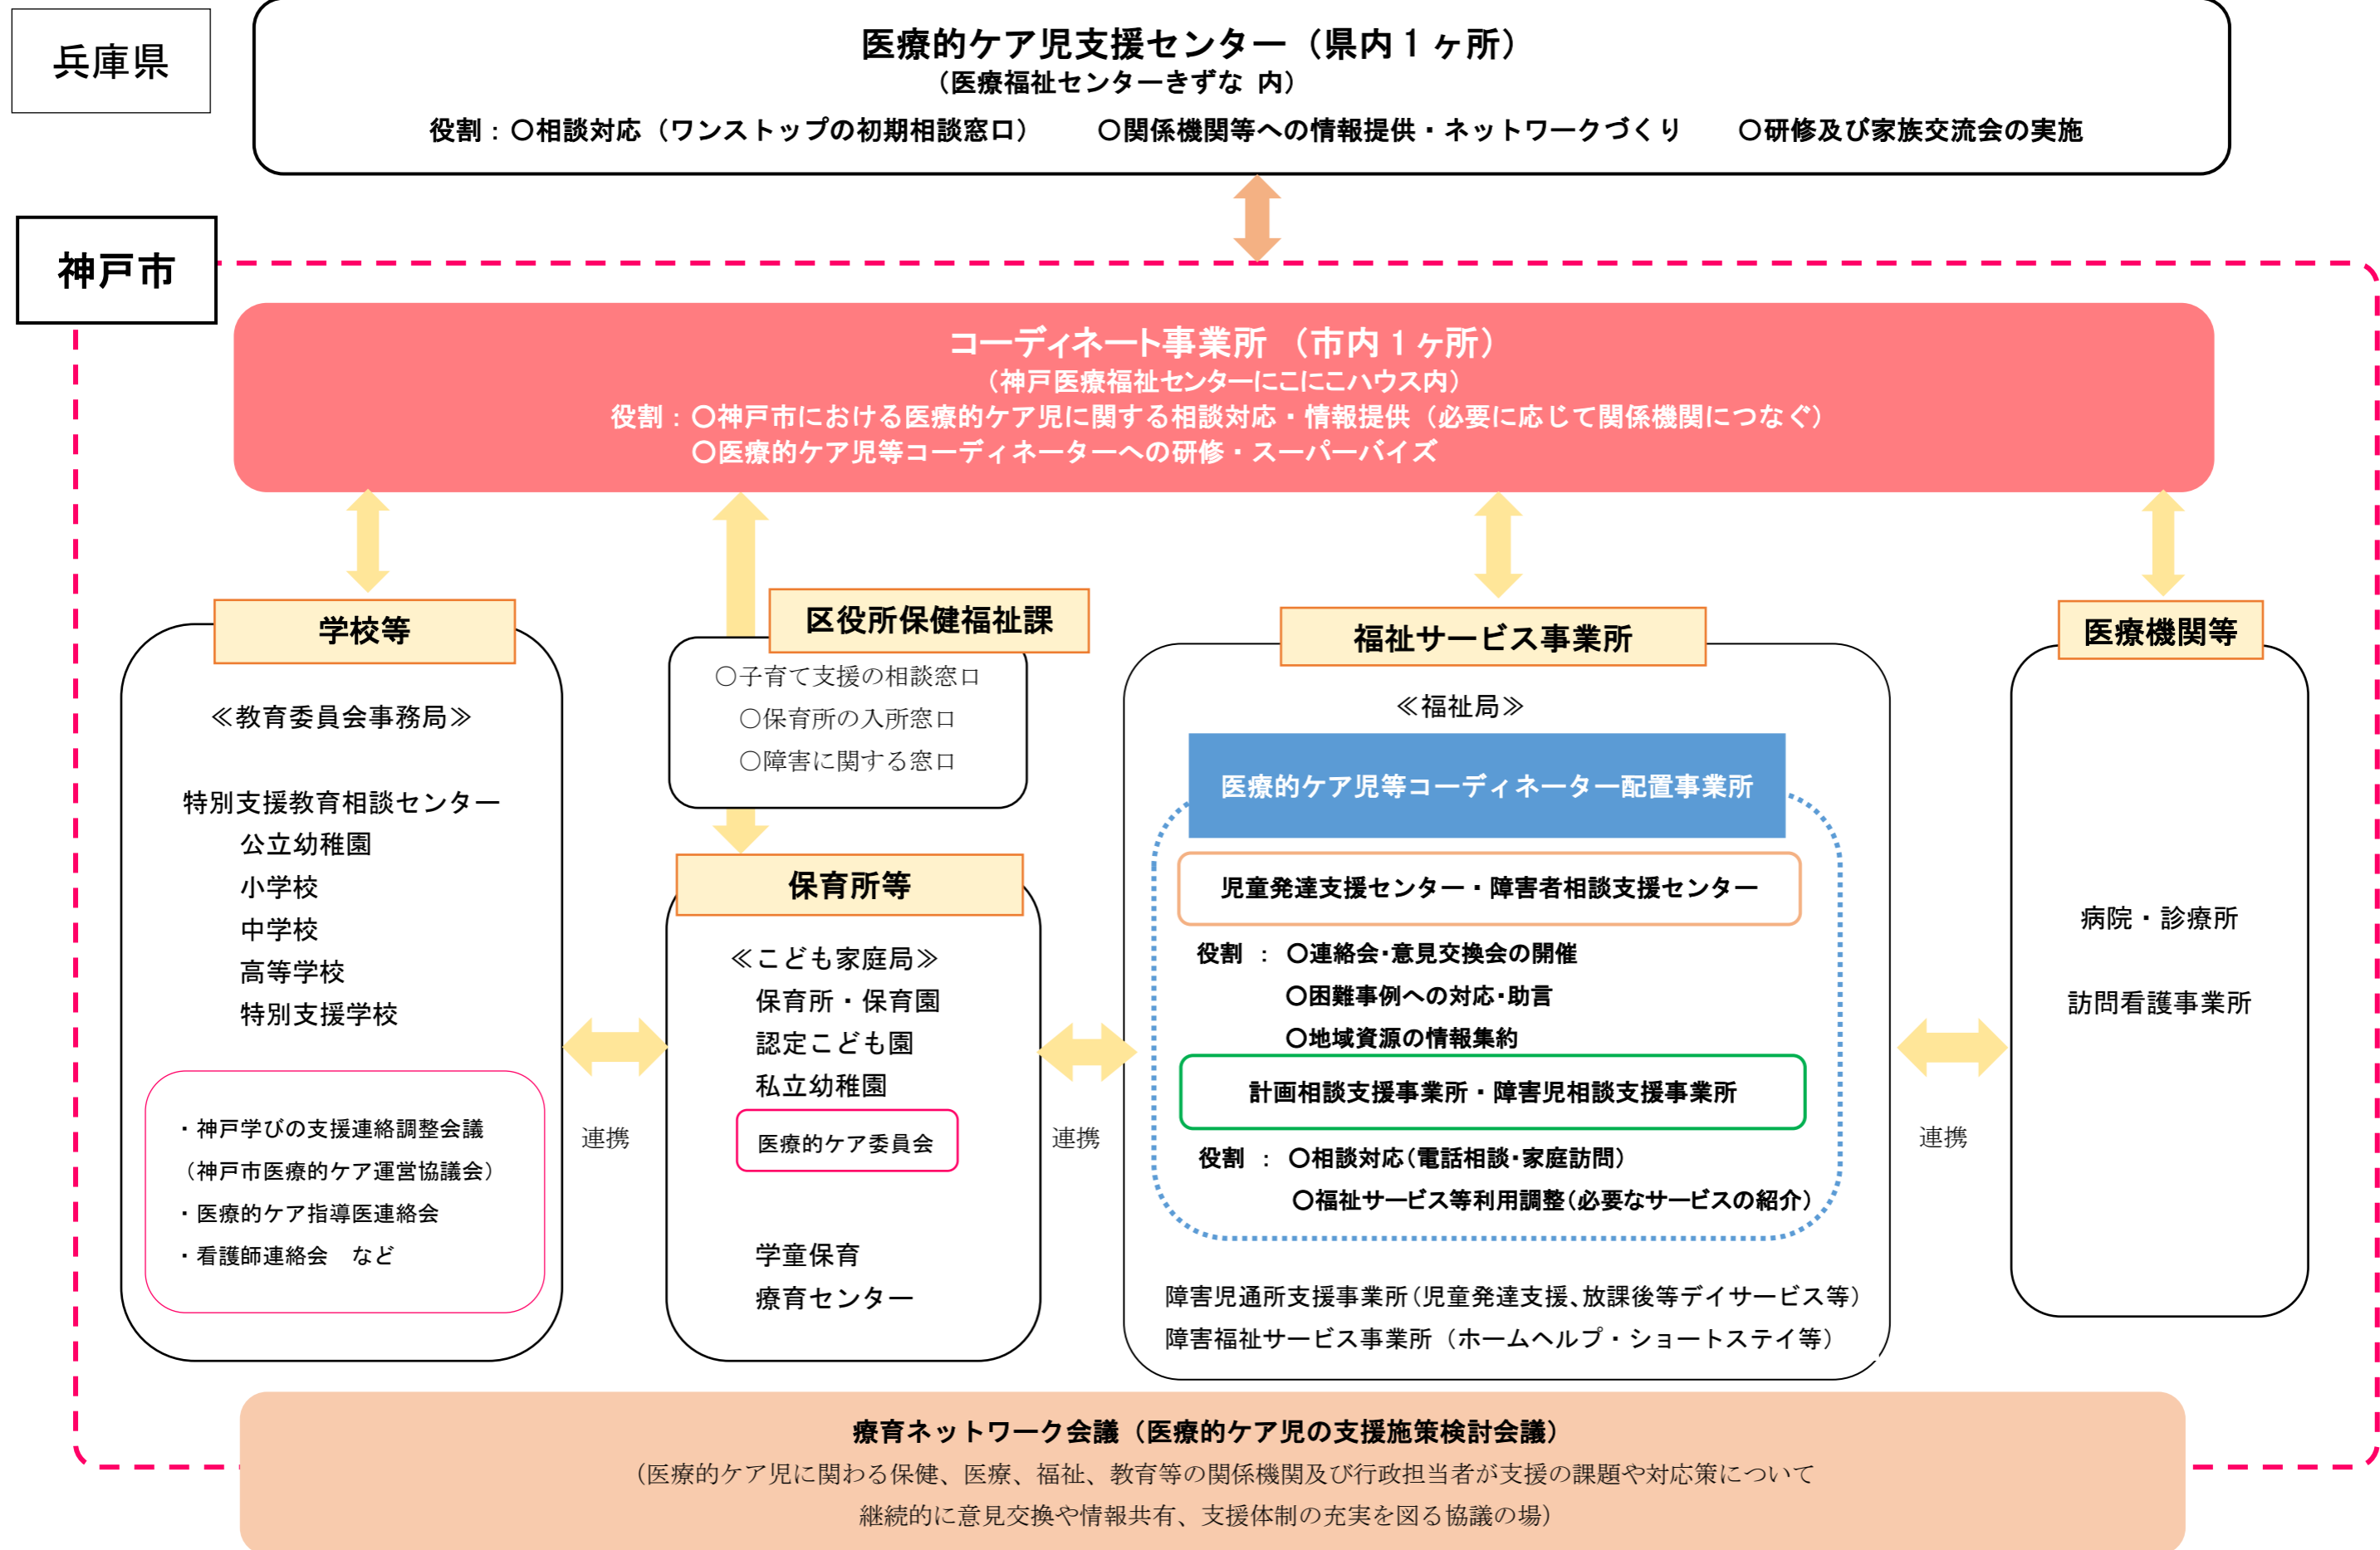 兵庫県
医療的ケア児支援センター（県内１ヶ所）
（医療福祉センターきずな 内）
役割：〇相談対応（ワンストップの初期相談窓口）　　〇関係機関等への情報提供・ネットワークづくり　　〇研修及び家族交流会の実施
神戸市
コーディネート事業所 （市内１ヶ所）
（神戸医療福祉センターにこにこハウス内）
役割：〇神戸市における医療的ケア児に関する相談対応・情報提供（必要に応じて関係機関につなぐ）
〇医療的ケア児等コーディネーターへの研修・スーパーバイズ
学校等
≪教育委員会事務局≫
特別支援教育相談センター
公立幼稚園
小学校
中学校
高等学校
特別支援学校
・神戸学びの支援連絡調整会議
（神戸市医療的ケア運営協議会）
・医療的ケア指導医連絡会
・看護師連絡会　など
連携
区役所保健福祉課
〇子育て支援の相談窓口
〇保育所の入所窓口
〇障害に関する窓口
保育所等
≪こども家庭局≫
保育所・保育園
認定こども園
私立幼稚園
医療的ケア委員会
学童保育
療育センター
連携
福祉サービス事業所
≪福祉局≫
医療的ケア児等コーディネーター配置事業所
児童発達支援センター・障害者相談支援センター
役割 ： 〇連絡会・意見交換会の開催
〇困難事例への対応・助言
〇地域資源の情報集約
計画相談支援事業所・障害児相談支援事業所
役割 ： 〇相談対応（電話相談・家庭訪問）
〇福祉サービス等利用調整（必要なサービスの紹介）
障害児通所支援事業所（児童発達支援、放課後等デイサービス等）
障害福祉サービス事業所（ホームヘルプ・ショートステイ等）
連携
医療機関等
病院・診療所
訪問看護事業所
療育ネットワーク会議（医療的ケア児の支援施策検討会議）
（医療的ケア児に関わる保健、医療、福祉、教育等の関係機関及び行政担当者が支援の課題や対応策について
継続的に意見交換や情報共有、支援体制の充実を図る協議の場）